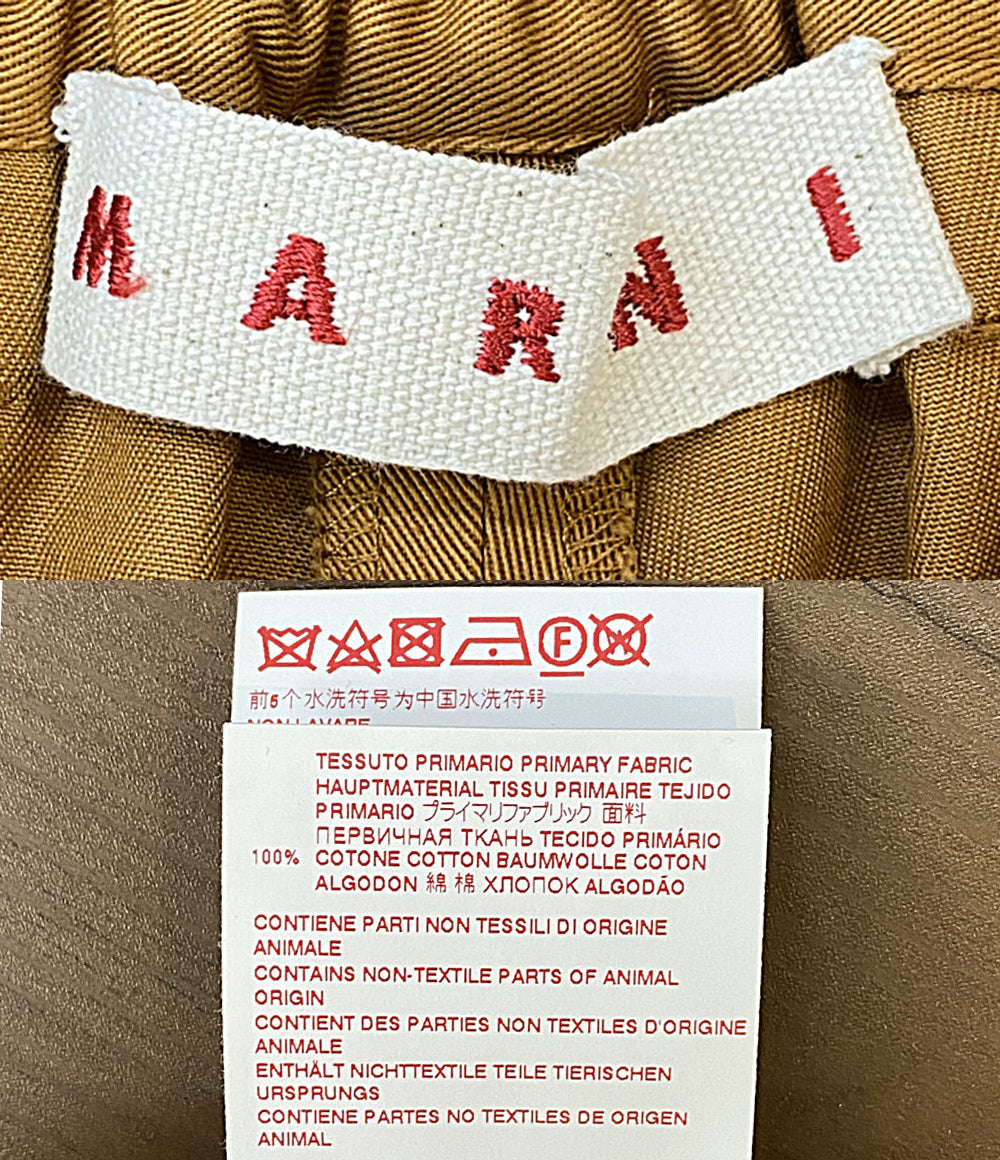 MARNI
F
W
前6个水洗符号为中国水洗符号
NON LAVARE
TESSUTO PRIMARIO PRIMARY FABRIC
HAUPTMATERIAL TISSU PRIMAIRE TEJIDO
PRIMARIO プライマリファブリック 面料
ПЕРВИЧНАЯ ТКАНЬ TECIDO PRIMÁRIO
100% COTONE COTTON BAUMWOLLE COTON
ALGODON 綿 棉 ХЛОПОК ALGODÃO
CONTIENE PARTI NON TESSILI DI ORIGINE
ANIMALE
CONTAINS NON-TEXTILE PARTS OF ANIMAL
ORIGIN
CONTIENT DES PARTIES NON TEXTILES D'ORIGINE
ANIMALE
ENTHÄLT NICHTTEXTILE TEILE TIERISCHEN
URSPRUNGS
CONTIENE PARTES NO TEXTILES DE ORIGEN
ANIMAL